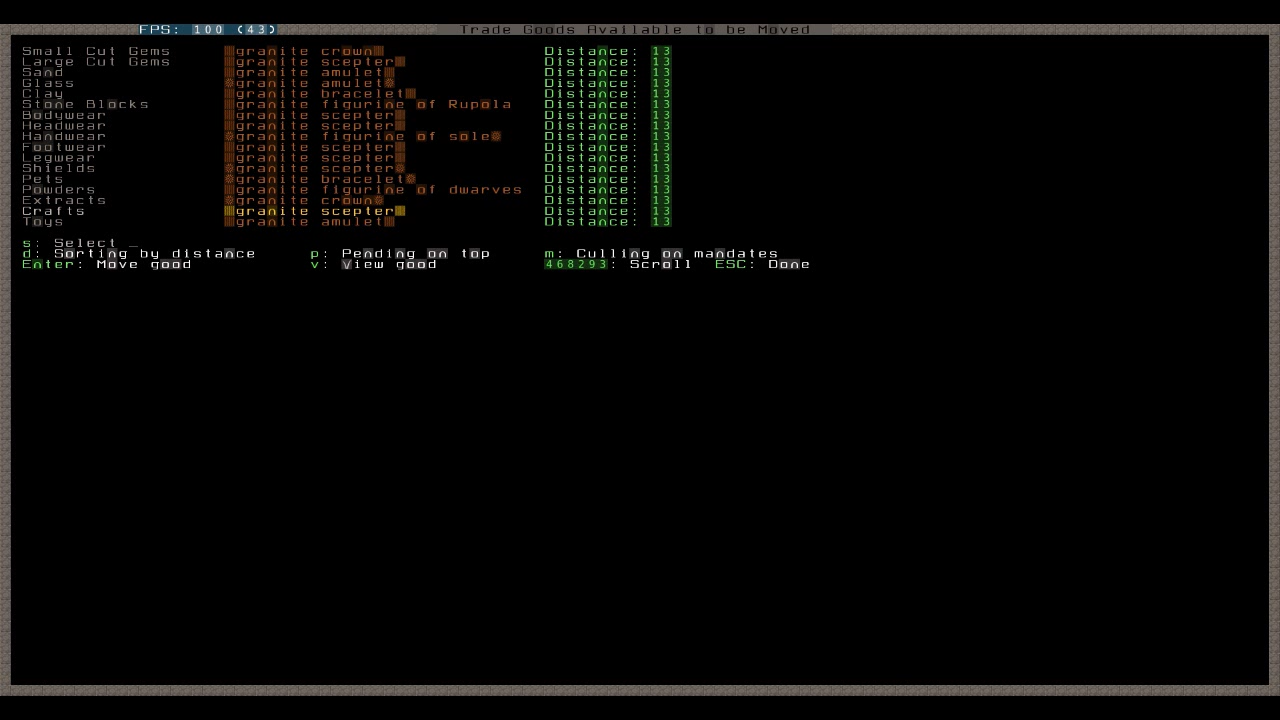 FPS: 100 (43) Trade Goods Available to be Moved
Small Cut Gems granite crown Distance: 13
Large Cut Gems granite scepter Distance: 13
Sand granite amulet Distance: 13
Glass granite amulet Distance: 13
Clay granite bracelet Distance: 13
Stone Blocks granite figurine of Rupola Distance: 13
Bodywear granite scepter Distance: 13
Headwear granite scepter Distance: 13
Handwear granite figurine of sole Distance: 13
Footwear granite scepter Distance: 13
Legwear granite scepter Distance: 13
Shields granite scepter Distance: 13
Pets granite bracelet Distance: 13
Powders granite figurine of dwarves Distance: 13
Extracts granite crown Distance: 13
Crafts granite scepter Distance: 13
Toys granite amulet Distance: 13
s: Select _
d: Sorting by distance p: Pending on top m: Culling on mandates
Enter: Move good v: View good 468293: Scroll ESC: Done